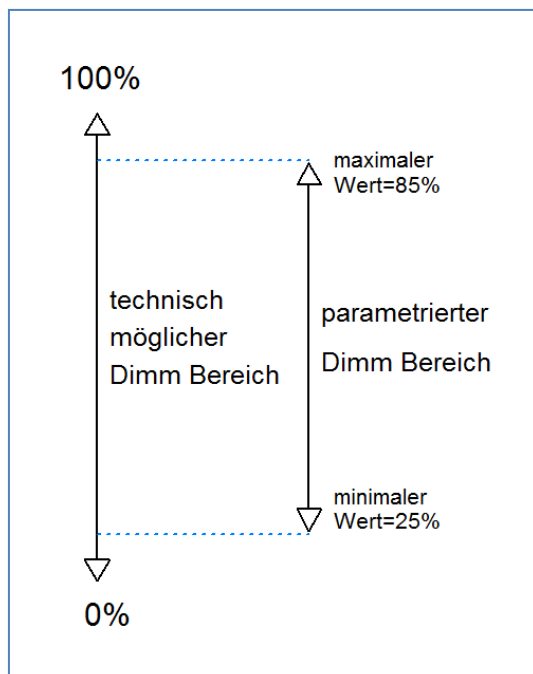 100%
maximaler
Wert=85%
technisch
möglicher
Dimm Bereich
parametrierter
Dimm Bereich
minimaler
Wert=25%
0%